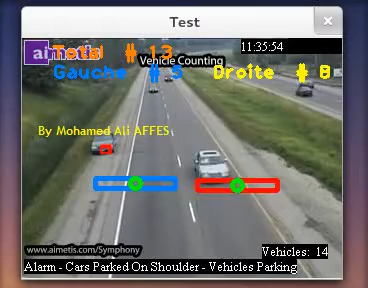 Test
aimetis
Total # 13
11:35:54
Vehicle Counting
Gauche # 5 Droite # 8
By Mohamed Ali AFFES
www.aimetis.com/Symphony
Vehicles: 14
Alarm - Cars Parked On Shoulder - Vehicles Parking